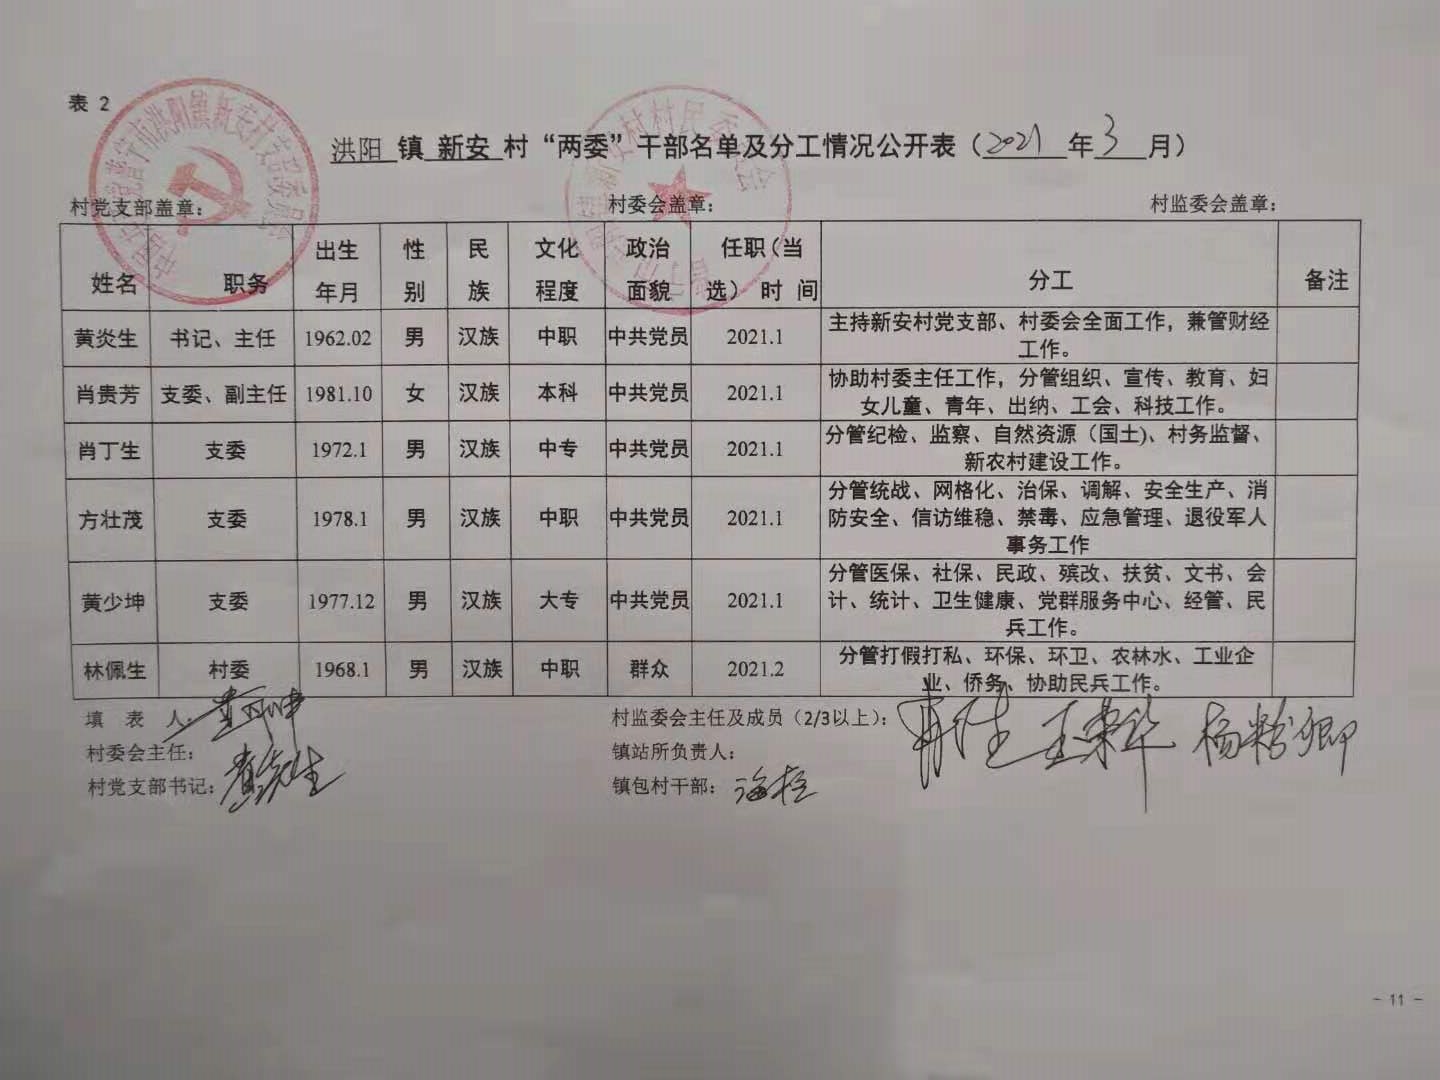 表 2
洪阳 镇 新安 村“两委”干部名单及分工情况公开表（2021 年 3 月）
村党支部盖章： 村委会盖章： 村监委会盖章：
姓名 职务 出生年月 性别 民族 文化程度 政治面貌 任职（当选）时 间 分工 备注
黄炎生 书记、主任 1962.02 男 汉族 中职 中共党员 2021.1 主持新安村党支部、村委会全面工作，兼管财经
工作。
肖贵芳 支委、副主任 1981.10 女 汉族 本科 中共党员 2021.1 协助村委主任工作，分管组织、宣传、教育、妇
女儿童、青年、出纳、工会、科技工作。
肖丁生 支委 1972.1 男 汉族 中专 中共党员 2021.1 分管纪检、监察、自然资源（国土)、村务监督、
新农村建设工作。
方壮茂 支委 1978.1 男 汉族 中职 中共党员 2021.1 分管统战、网格化、治保、调解、安全生产、消
防安全、信访维稳、禁毒、应急管理、退役军人
事务工作
黄少坤 支委 1977.12 男 汉族 大专 中共党员 2021.1 分管医保、社保、民政、殡改、扶贫、文书、会
计、统计、卫生健康、党群服务中心、经管、民
兵工作。
林佩生 村委 1968.1 男 汉族 中职 群众 2021.2 分管打假打私、环保、环卫、农林水、工业企
业、侨务、协助民兵工作。
填 表 人： 村监委会主任及成员（2/3以上）：
村委会主任： 镇站所负责人：
村党支部书记：黄炎生 镇包村干部：
- 11 -